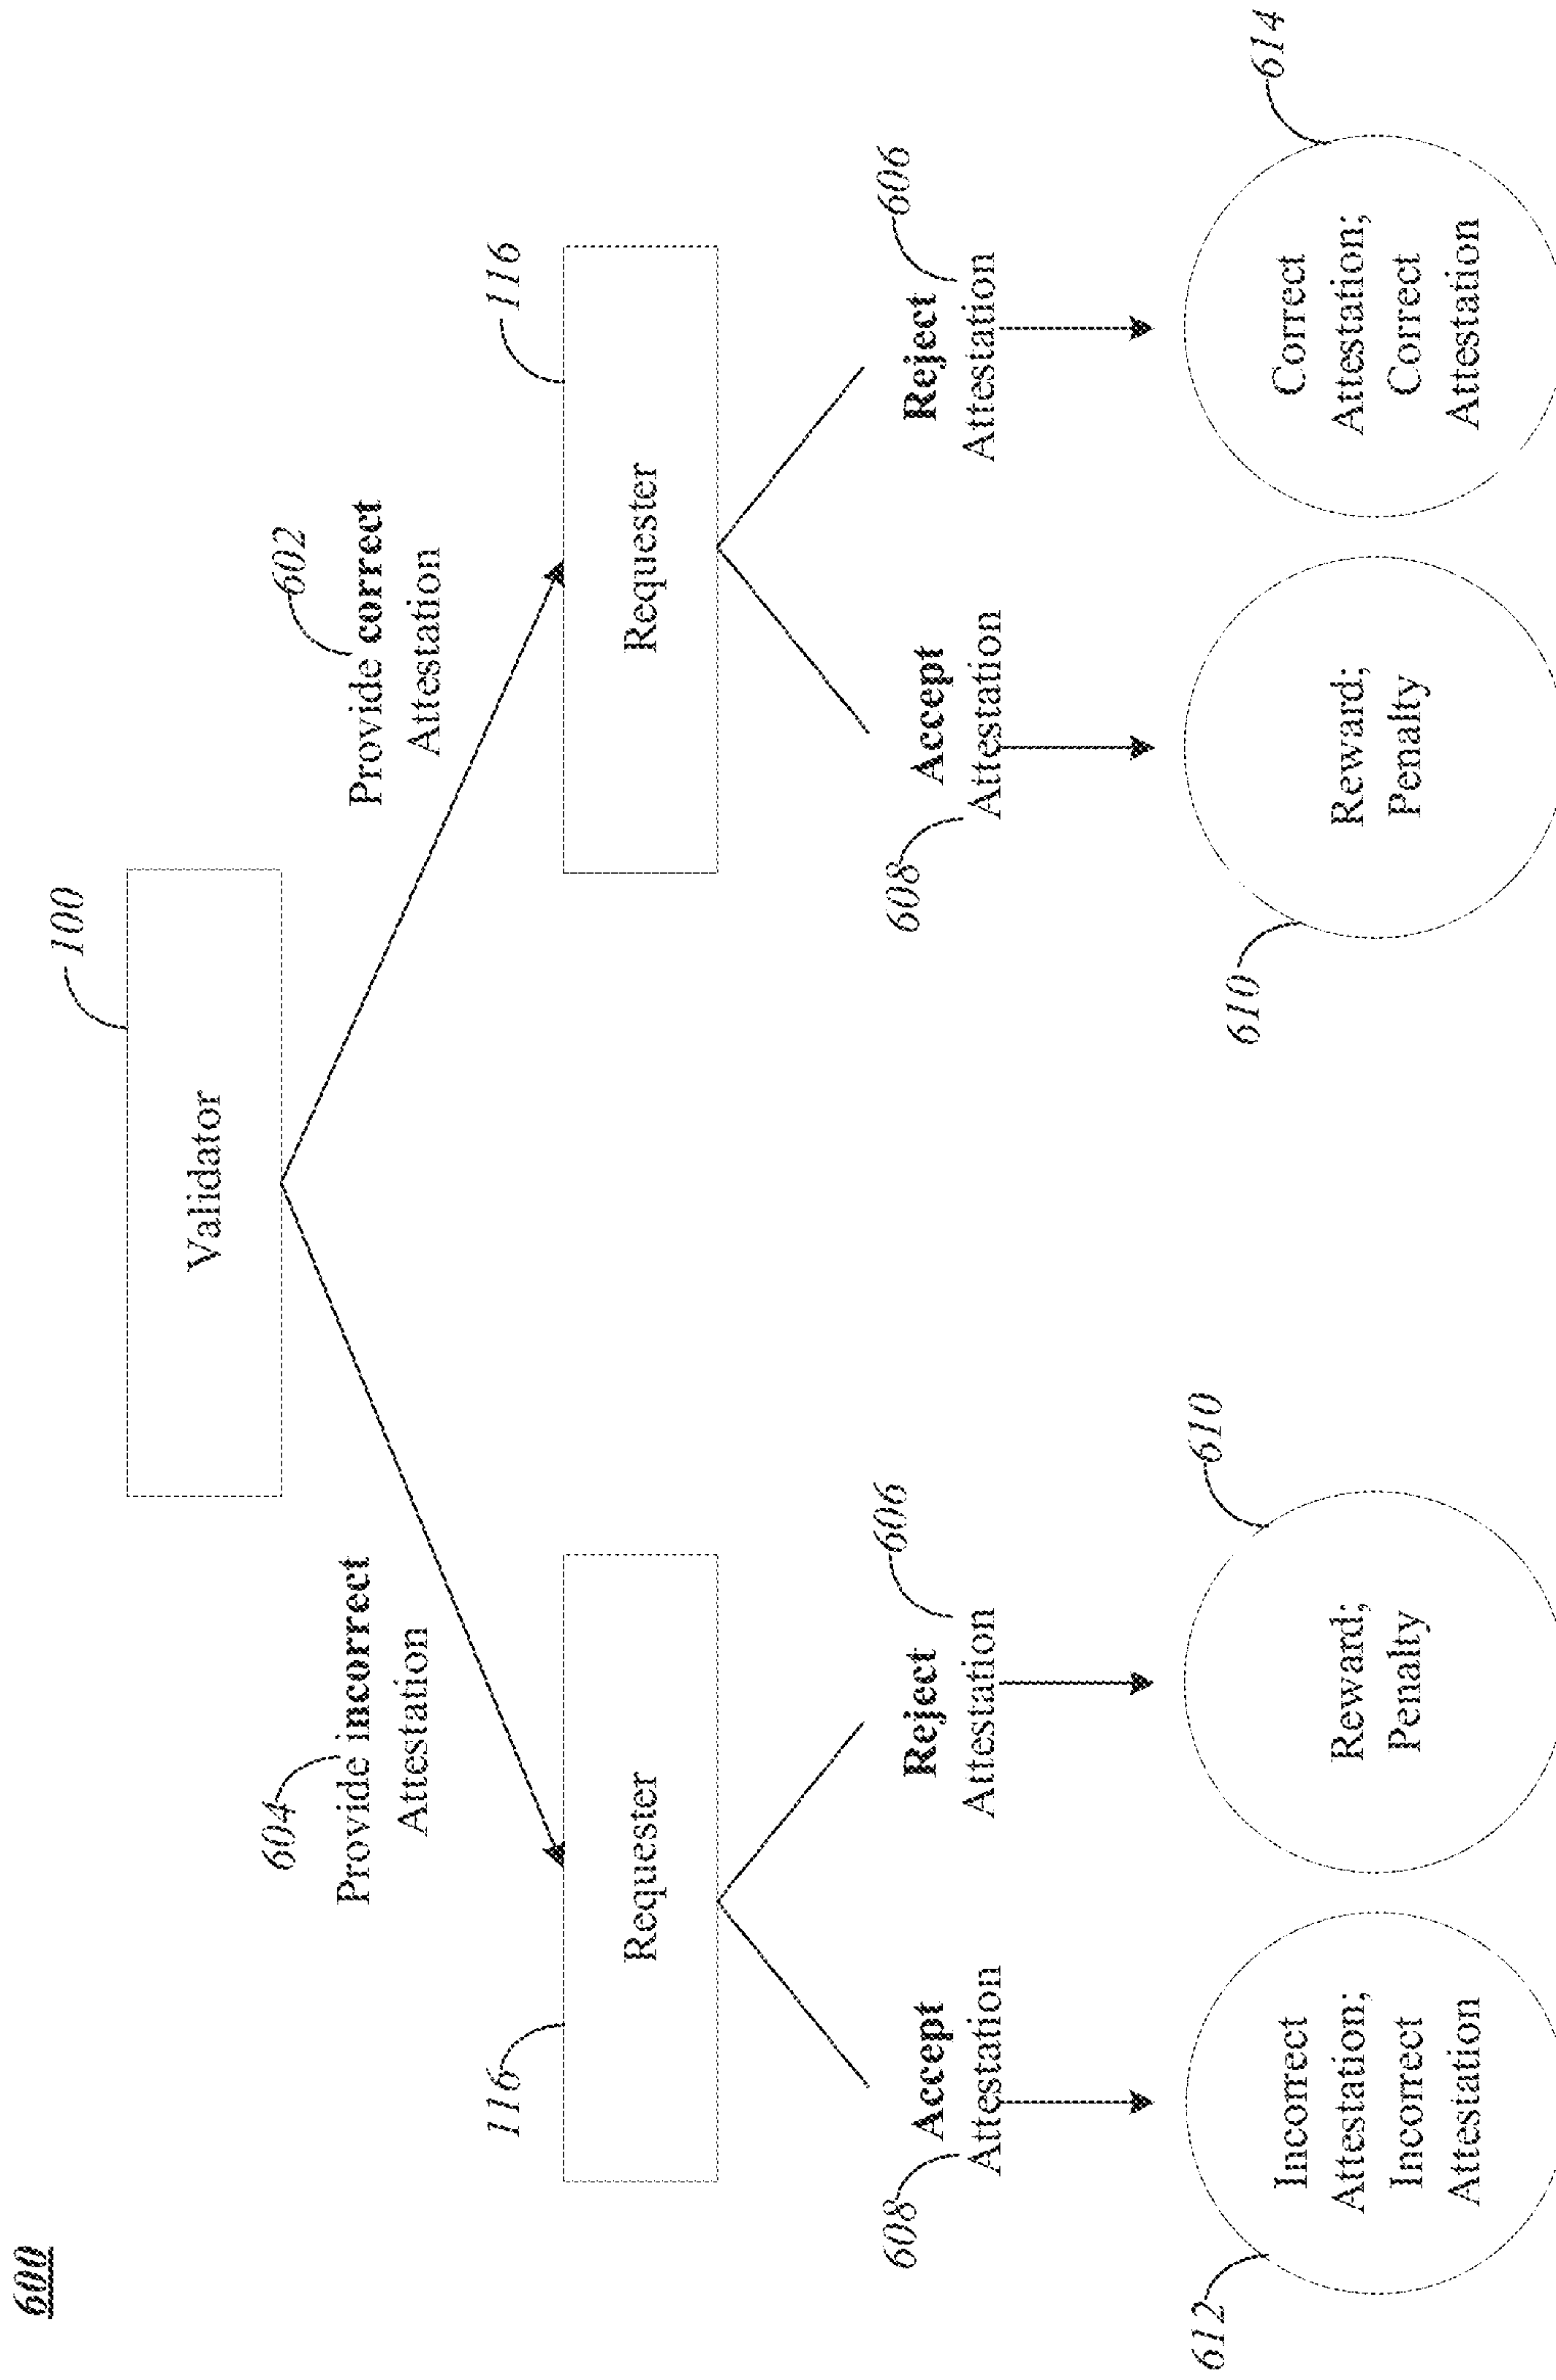 600
100
Validator
604
Provide incorrect
Attestation
602
Provide correct
Attestation
116
Requester
116
Requester
608
Accept
Attestation
606
Reject
Attestation
608
Accept
Attestation
606
Reject
Attestation
612
Incorrect
Attestation;
Incorrect
Attestation
610
Reward;
Penalty
610
Reward;
Penalty
614
Correct
Attestation;
Correct
Attestation